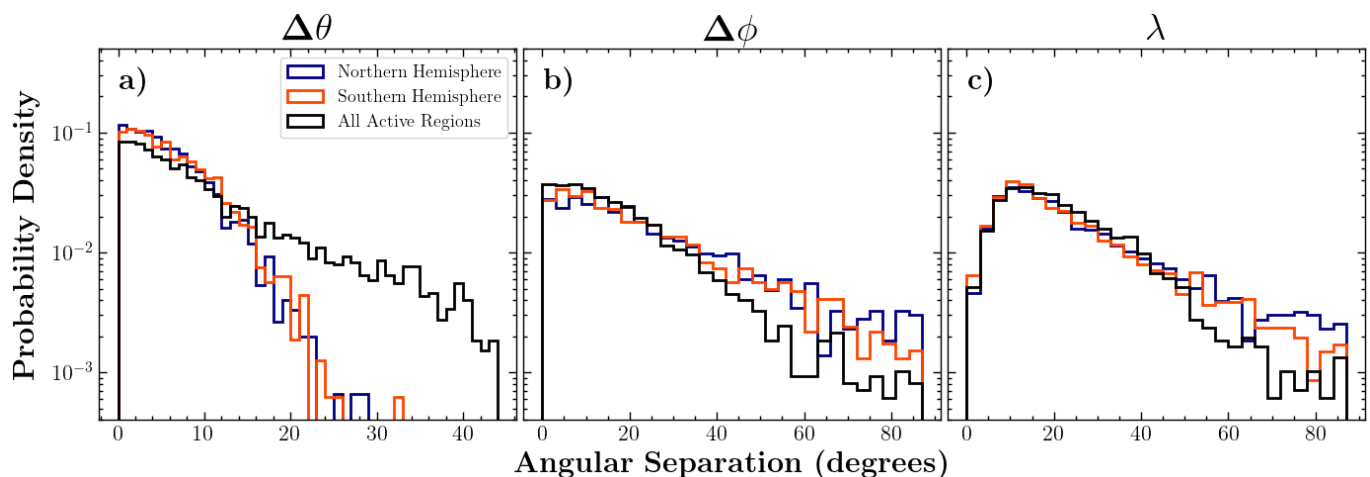 Δθ
Δϕ
λ
a)
Northern Hemisphere
Southern Hemisphere
All Active Regions
b)
c)
Probability Density
10⁻¹
10⁻²
10⁻³
0 10 20 30 40
0 20 40 60 80
0 20 40 60 80
Angular Separation (degrees)